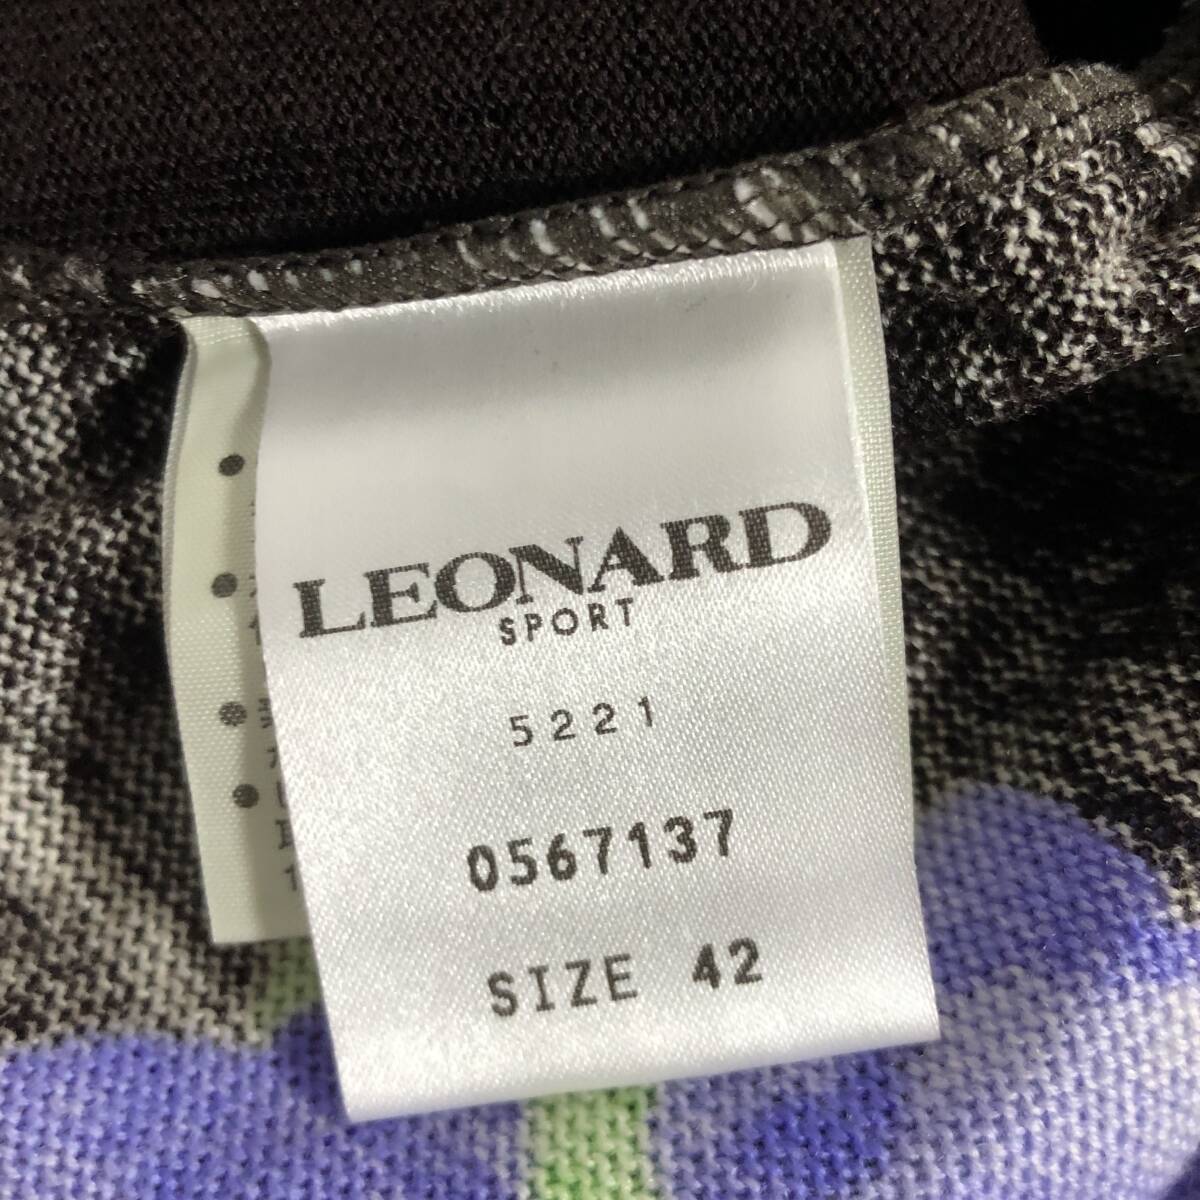 LEONARD
SPORT
5221
0567137
SIZE 42